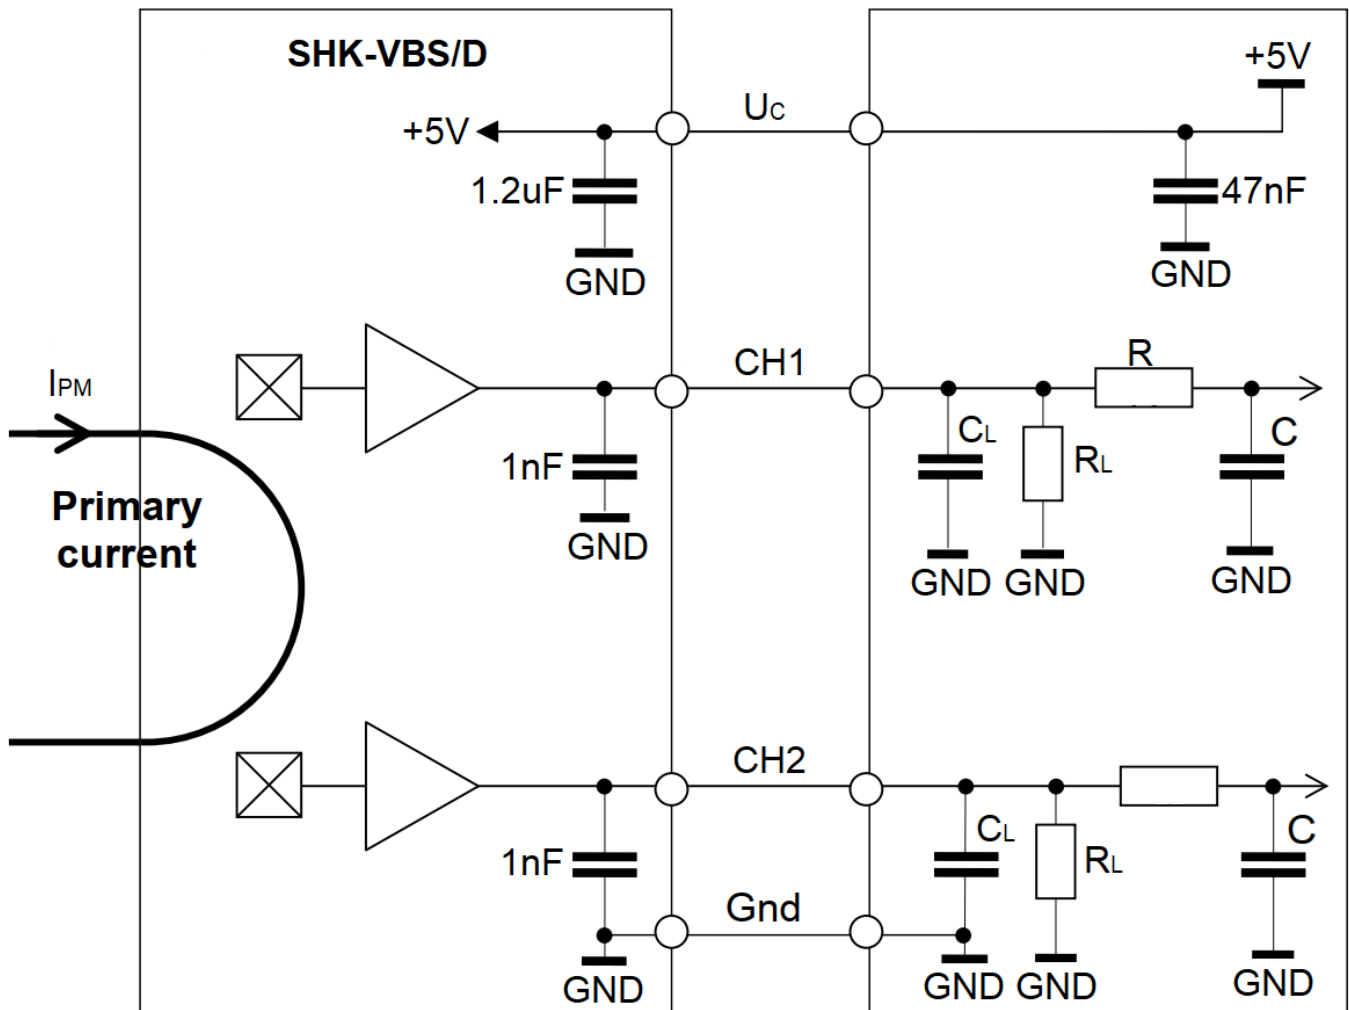 SHK-VBS/D
+5V
UC
+5V
1.2uF
47nF
GND
GND
IPM
CH1
R
CL
C
1nF
RL
Primary
current
GND
GND
GND
GND
CH2
CL
C
1nF
RL
Gnd
GND
GND
GND
GND